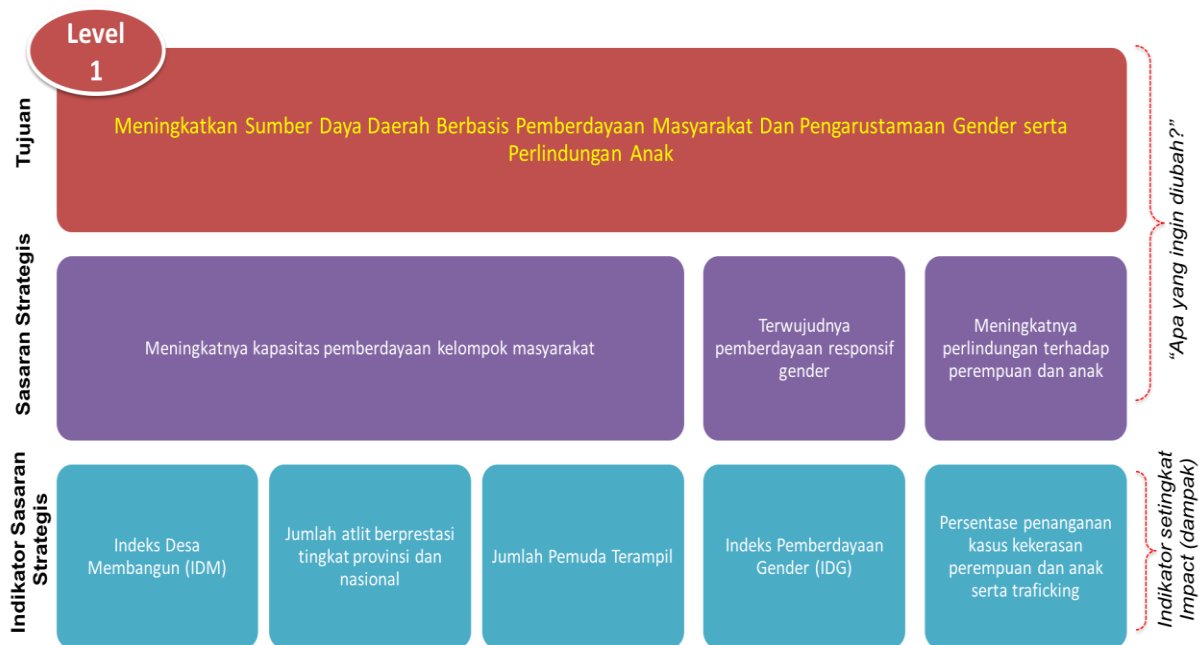 Level
1
Tujuan
Meningkatkan Sumber Daya Daerah Berbasis Pemberdayaan Masyarakat Dan Pengarustamaan Gender serta
Perlindungan Anak
"Apa yang ingin diubah?"
Sasaran Strategis
Meningkatnya kapasitas pemberdayaan kelompok masyarakat
Terwujudnya
pemberdayaan responsif
gender
Meningkatnya
perlindungan terhadap
perempuan dan anak
Indikator Sasaran
Strategis
Indeks Desa
Membangun (IDM)
Jumlah atlit berprestasi
tingkat provinsi dan
nasional
Jumlah Pemuda Terampil
Indeks Pemberdayaan
Gender (IDG)
Persentase penanganan
kasus kekerasan
perempuan dan anak
serta traficking
Indikator setingkat
Impact (dampak)